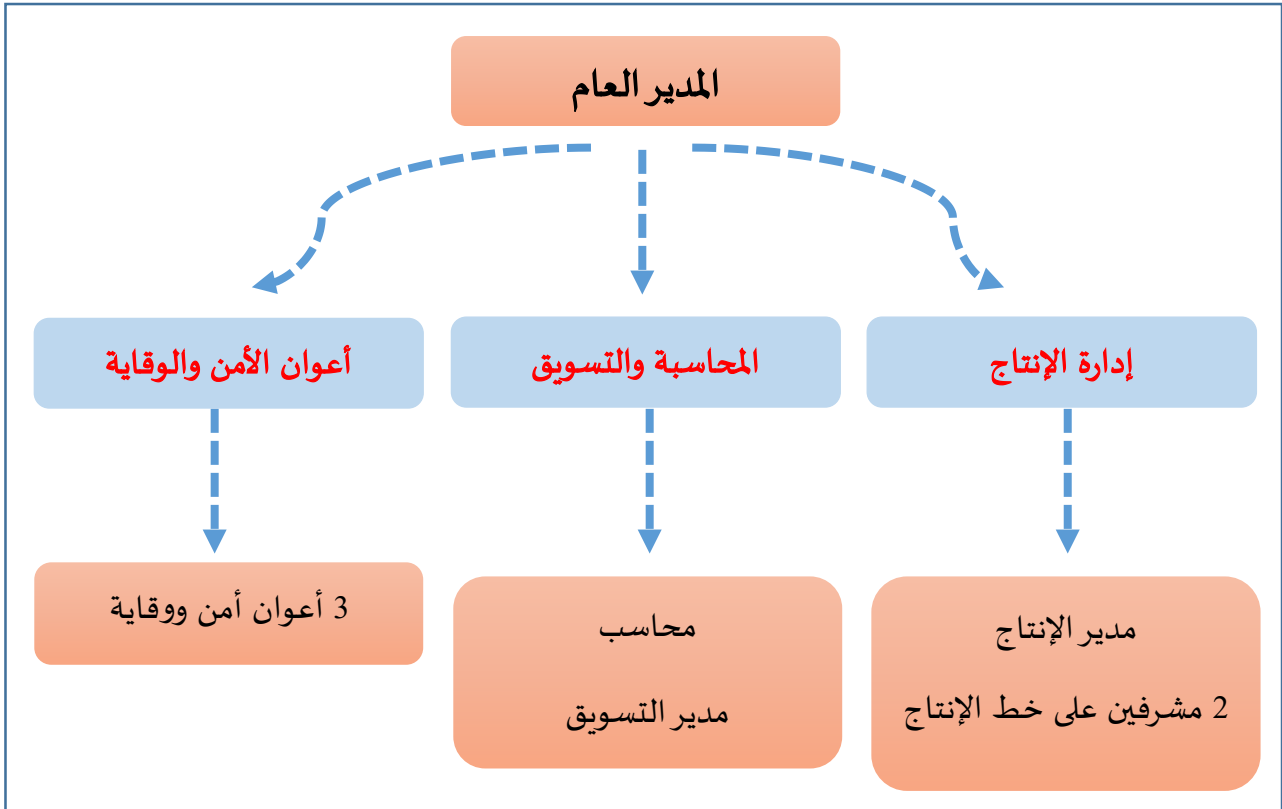 المدير العام
إدارة الإنتاج
المحاسبة والتسويق
أعوان الأمن والوقاية
مدير الإنتاج
2 مشرفين على خط الإنتاج
محاسب
مدير التسويق
3 أعوان أمن ووقاية